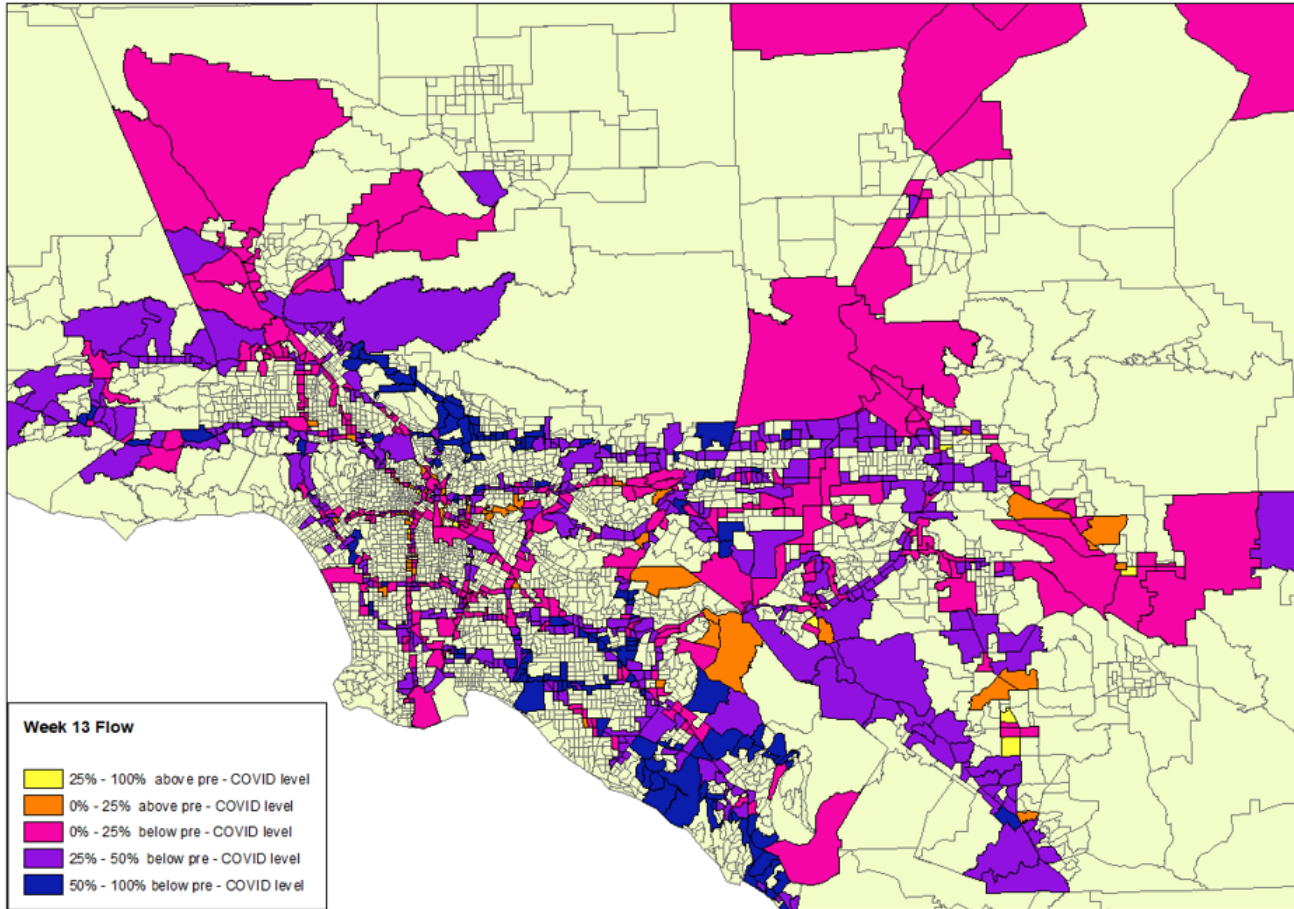 Week 13 Flow
25% - 100% above pre - COVID level
0% - 25% above pre - COVID level
0% - 25% below pre - COVID level
25% - 50% below pre - COVID level
50% - 100% below pre - COVID level